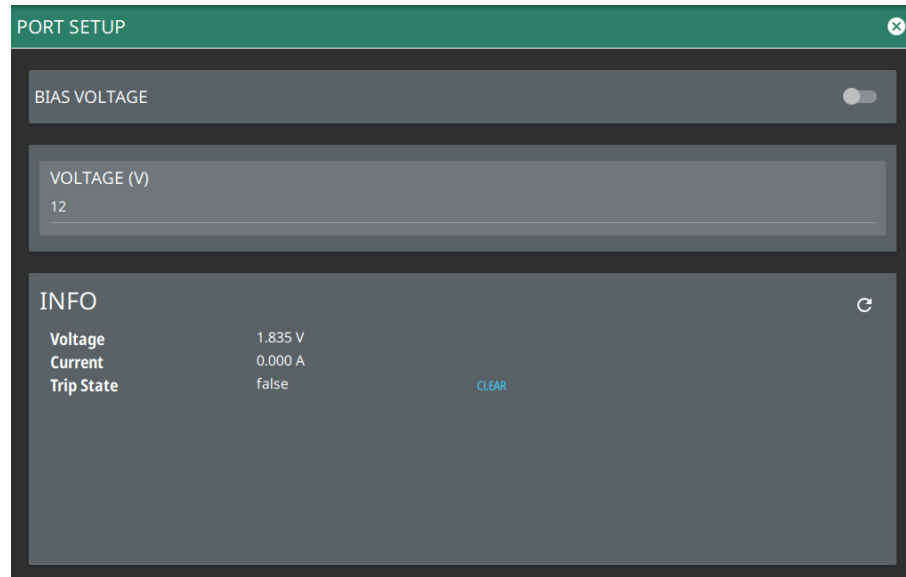 PORT SETUP
BIAS VOLTAGE
VOLTAGE (V)
12
INFO
Voltage 1.835 V
Current 0.000 A
Trip State false CLEAR